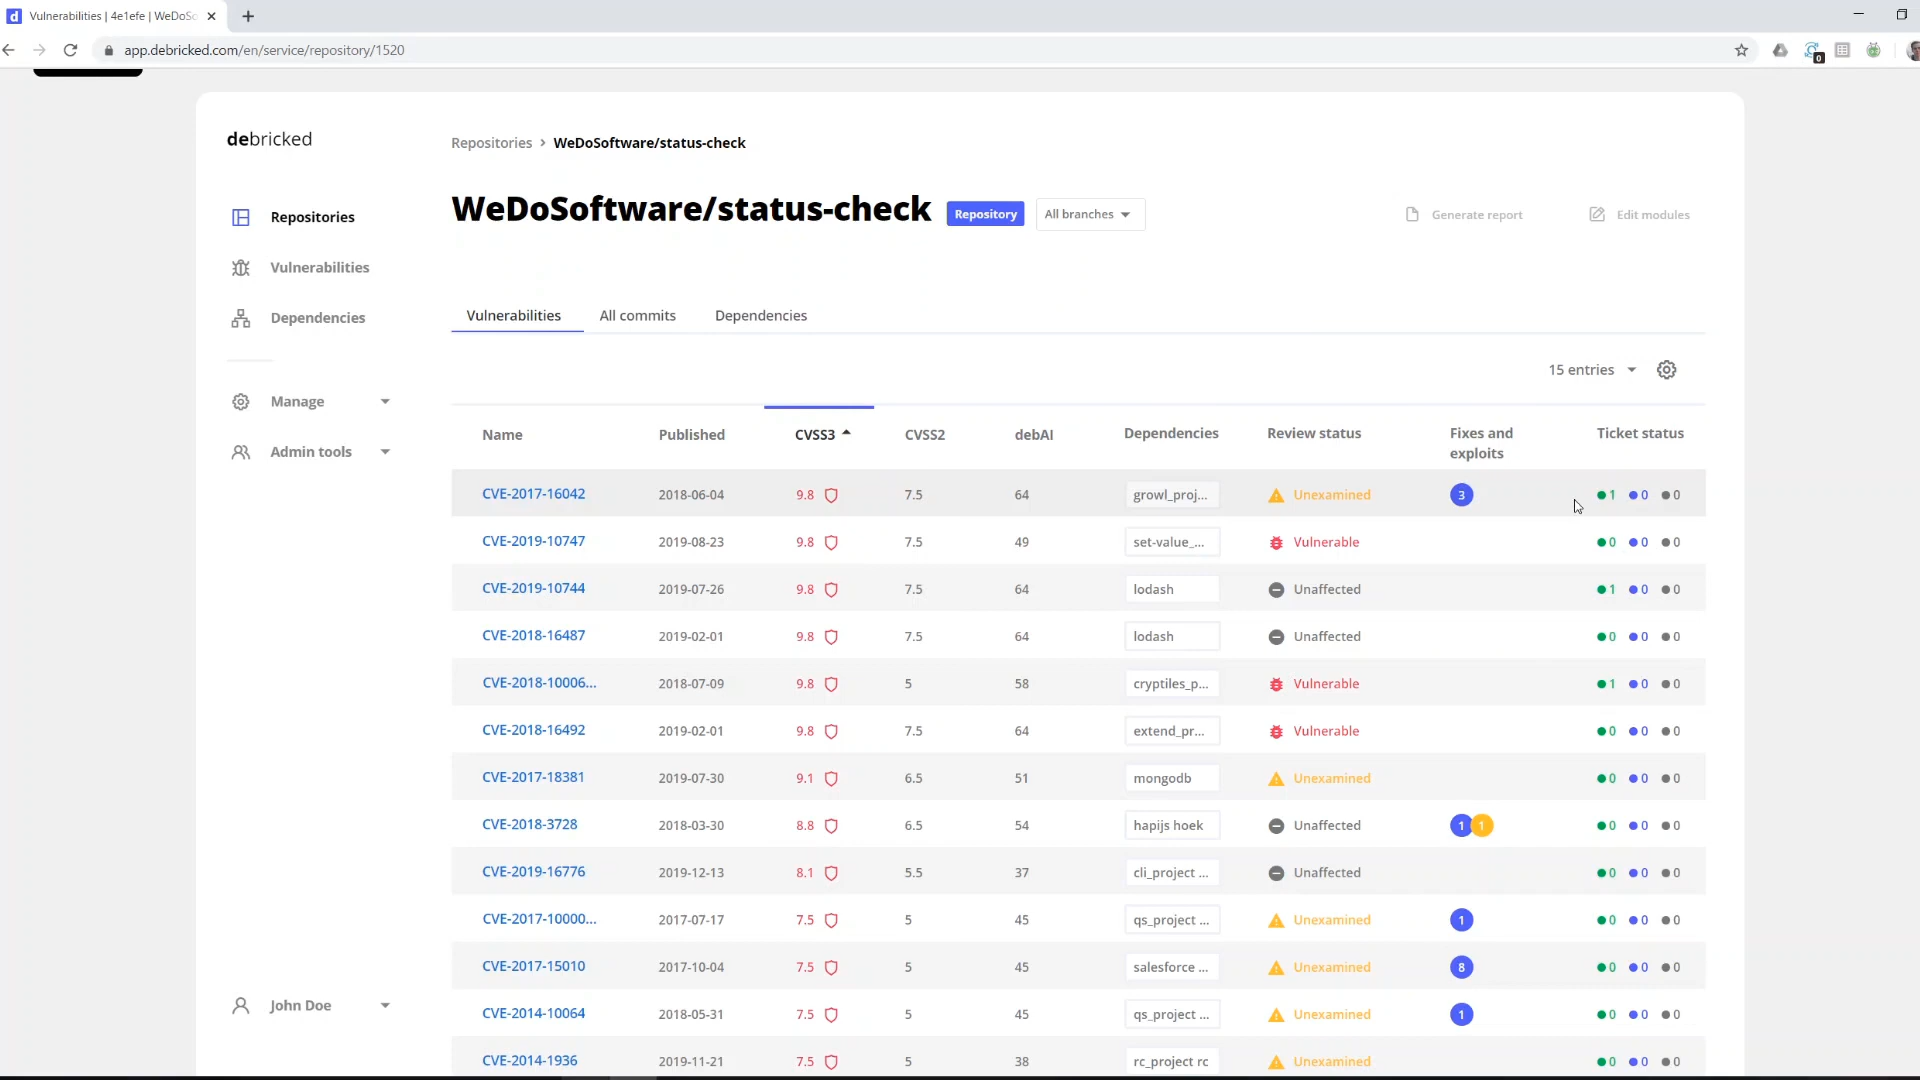 d Vulnerabilities | 4e1efe | WeDoSo
app.debricked.com/en/service/repository/1520
0
debricked
Repositories › WeDoSoftware/status-check
WeDoSoftware/status-check Repository All branches
Generate report Edit modules
Repositories
Vulnerabilities
Dependencies
Manage
Admin tools
John Doe
Vulnerabilities All commits Dependencies
15 entries
Name Published CVSS3 CVSS2 debAI Dependencies Review status Fixes and exploits Ticket status
CVE-2017-16042 2018-06-04 9.8 7.5 64 growl_proj... Unexamined 3 1 0 0
CVE-2019-10747 2019-08-23 9.8 7.5 49 set-value_... Vulnerable 0 0 0
CVE-2019-10744 2019-07-26 9.8 7.5 64 lodash Unaffected 1 0 0
CVE-2018-16487 2019-02-01 9.8 7.5 64 lodash Unaffected 0 0 0
CVE-2018-10006... 2018-07-09 9.8 5 58 cryptiles_p... Vulnerable 1 0 0
CVE-2018-16492 2019-02-01 9.8 7.5 64 extend_pr... Vulnerable 0 0 0
CVE-2017-18381 2019-07-30 9.1 6.5 51 mongodb Unexamined 0 0 0
CVE-2018-3728 2018-03-30 8.8 6.5 54 hapijs hoek Unaffected 1 1 0 0 0
CVE-2019-16776 2019-12-13 8.1 5.5 37 cli_project ... Unaffected 0 0 0
CVE-2017-10000... 2017-07-17 7.5 5 45 qs_project ... Unexamined 1 0 0 0
CVE-2017-15010 2017-10-04 7.5 5 45 salesforce ... Unexamined 8 0 0 0
CVE-2014-10064 2018-05-31 7.5 5 45 qs_project ... Unexamined 1 0 0 0
CVE-2014-1936 2019-11-21 7.5 5 38 rc_project rc Unexamined 0 0 0